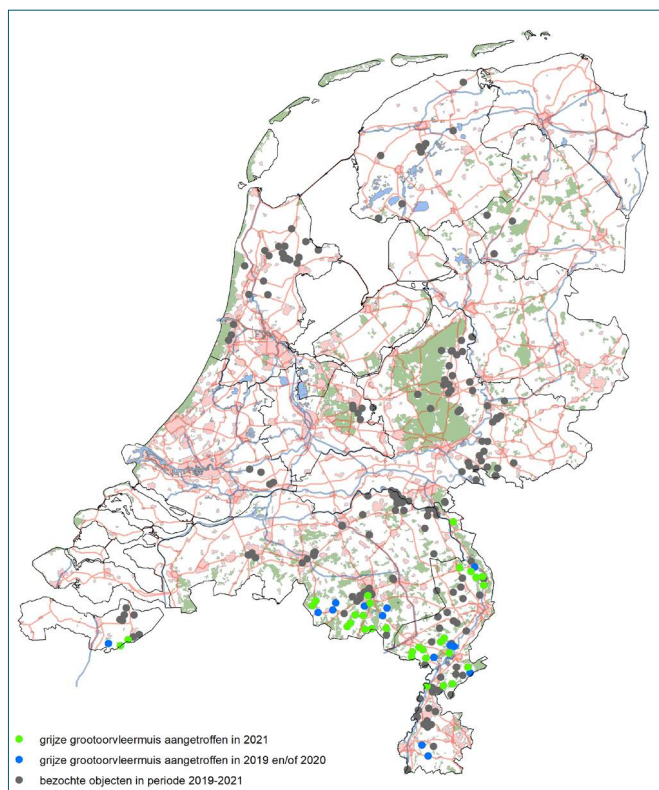 grijze grootoorvleermuis aangetroffen in 2021
grijze grootoorvleermuis aangetroffen in 2019 en/of 2020
bezochte objecten in periode 2019-2021